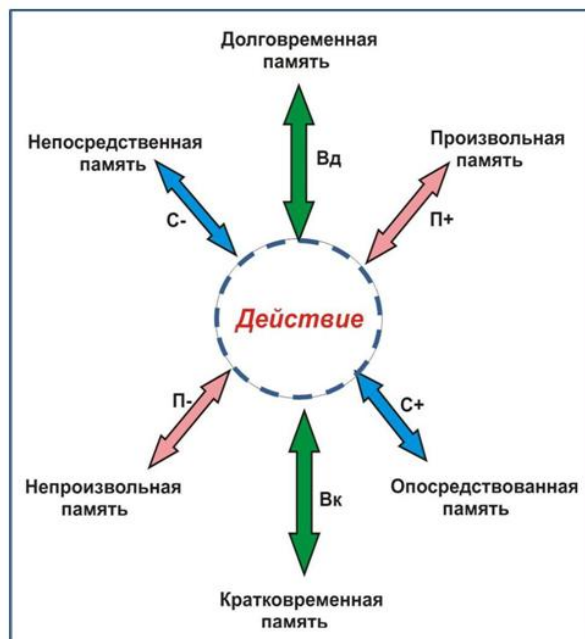 Долговременная
память
Непосредственная
память
Произвольная
память
Вд
С-
П+
Действие
П-
С+
Непроизвольная
память
Вк
Опосредствованная
память
Кратковременная
память